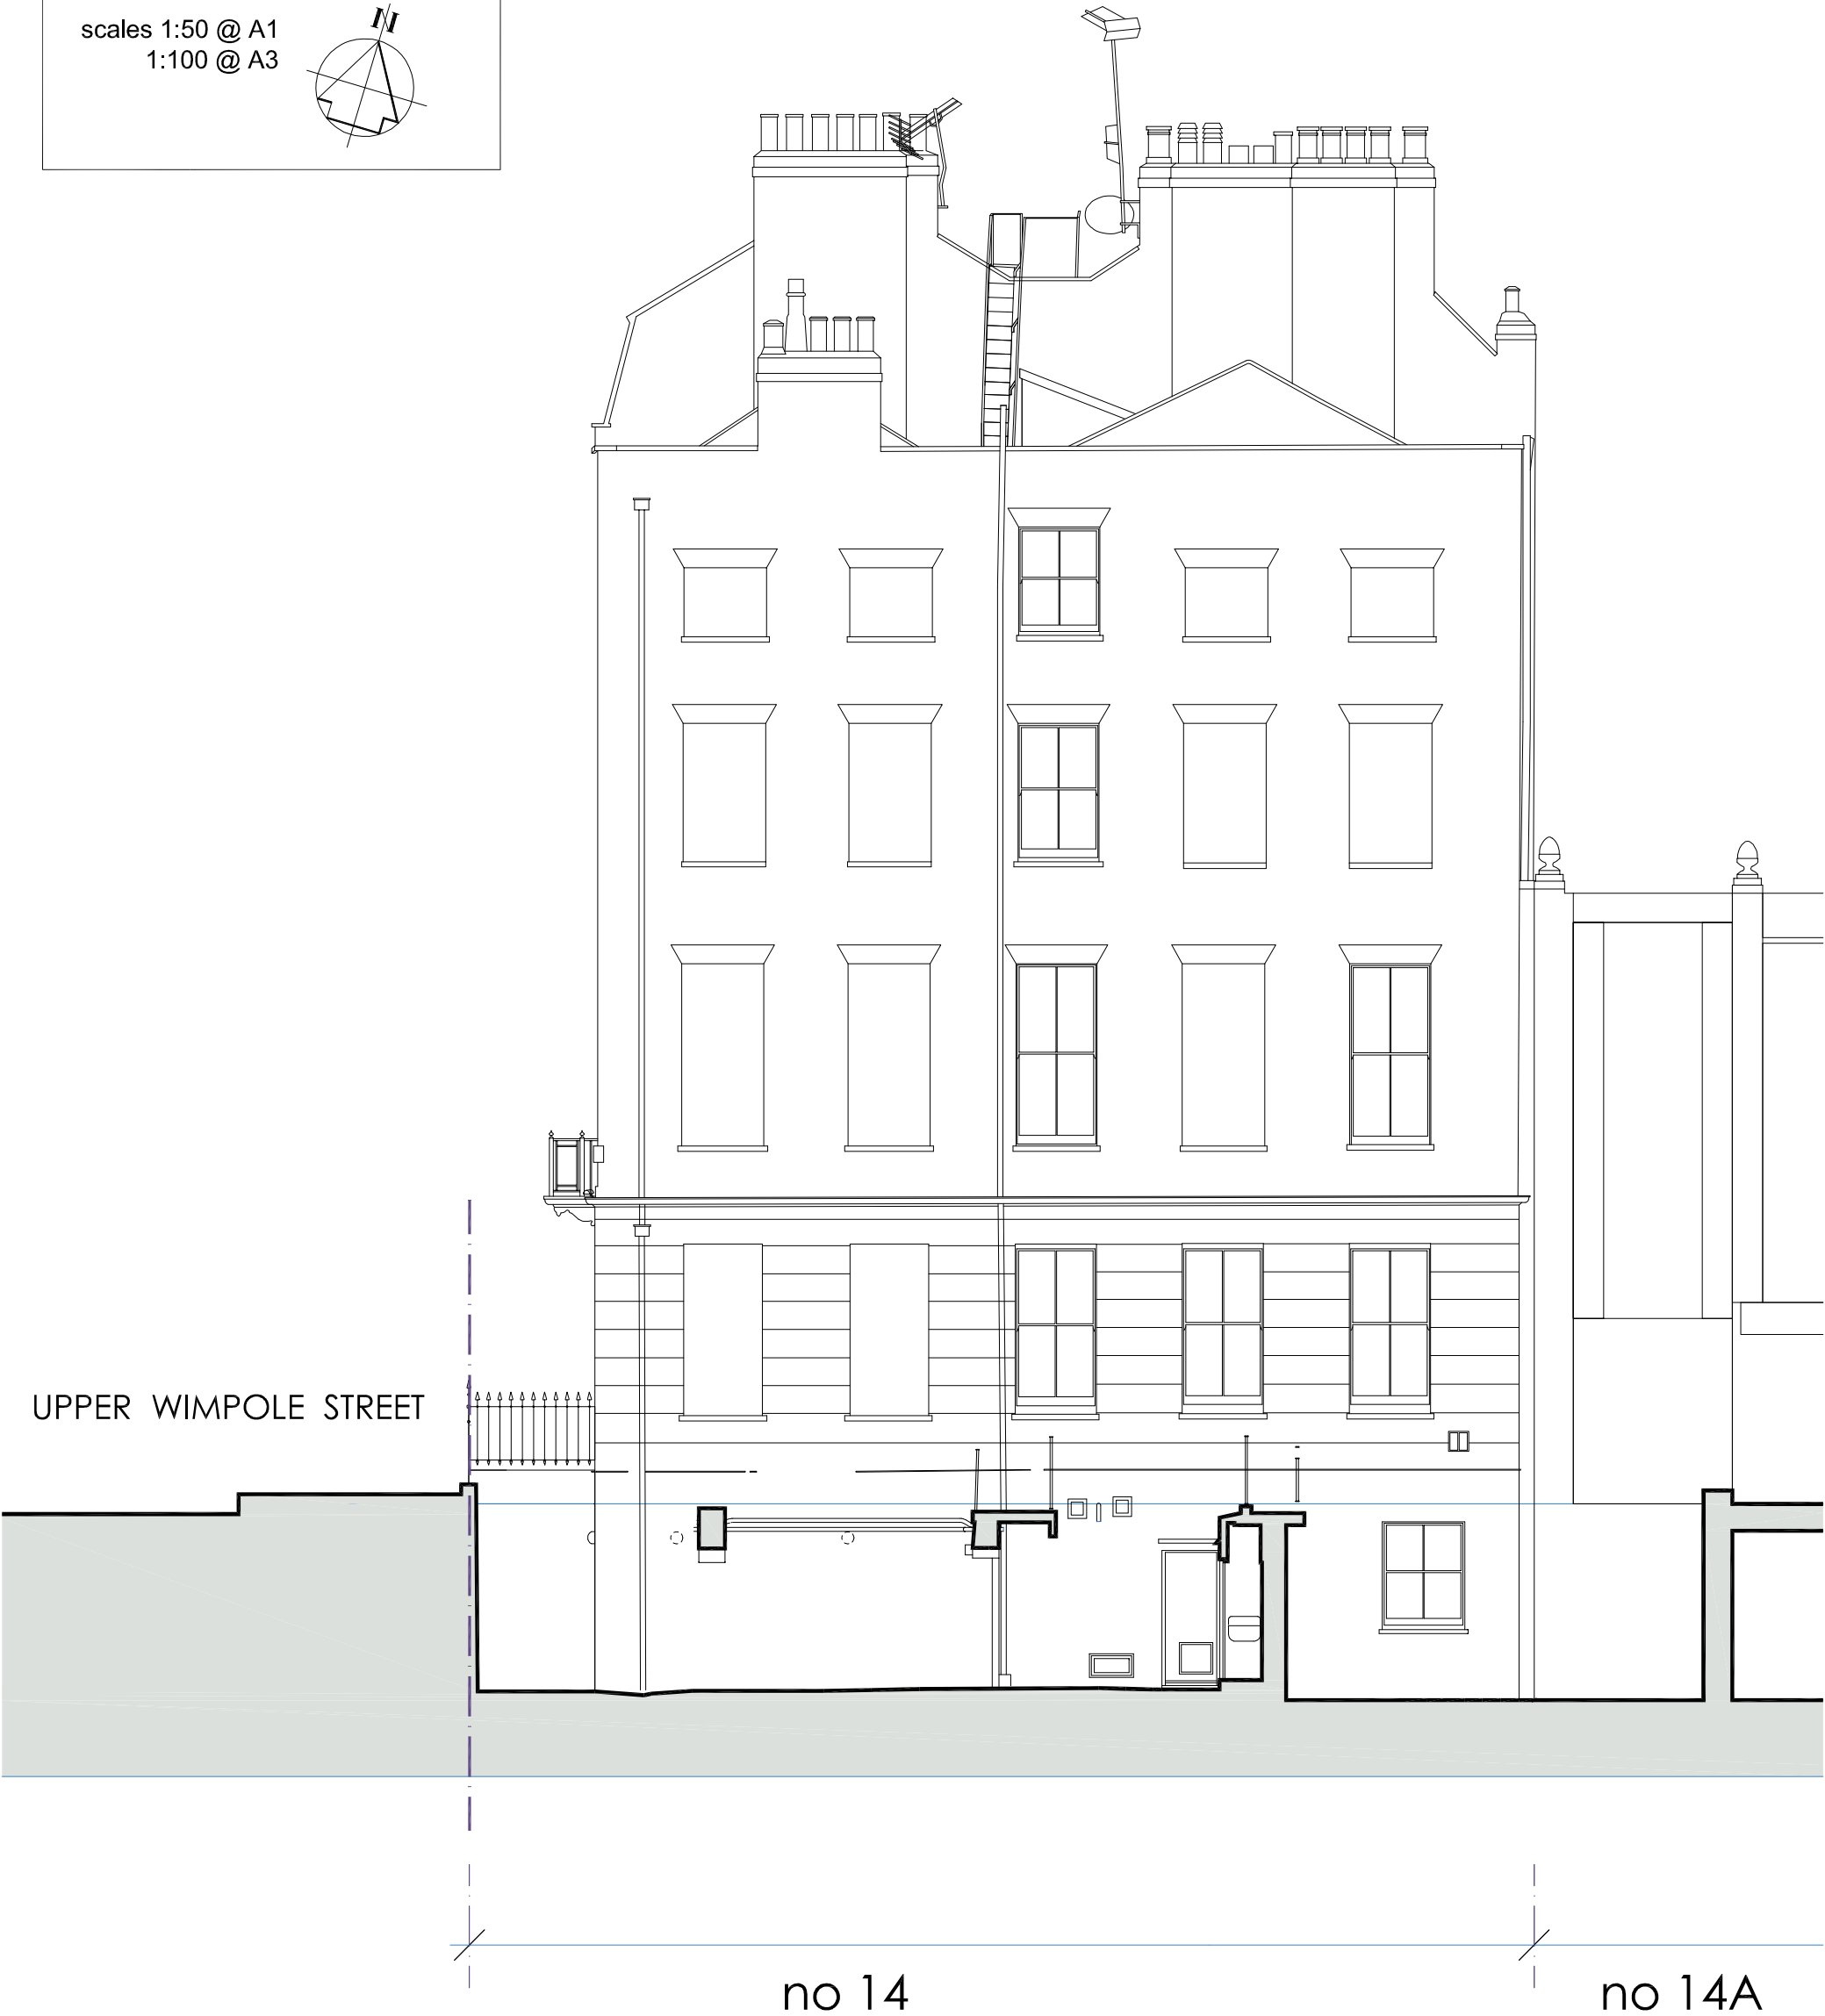 scales 1:50 @ A1
1:100 @ A3
N
UPPER WIMPOLE STREET
no 14
no 14A